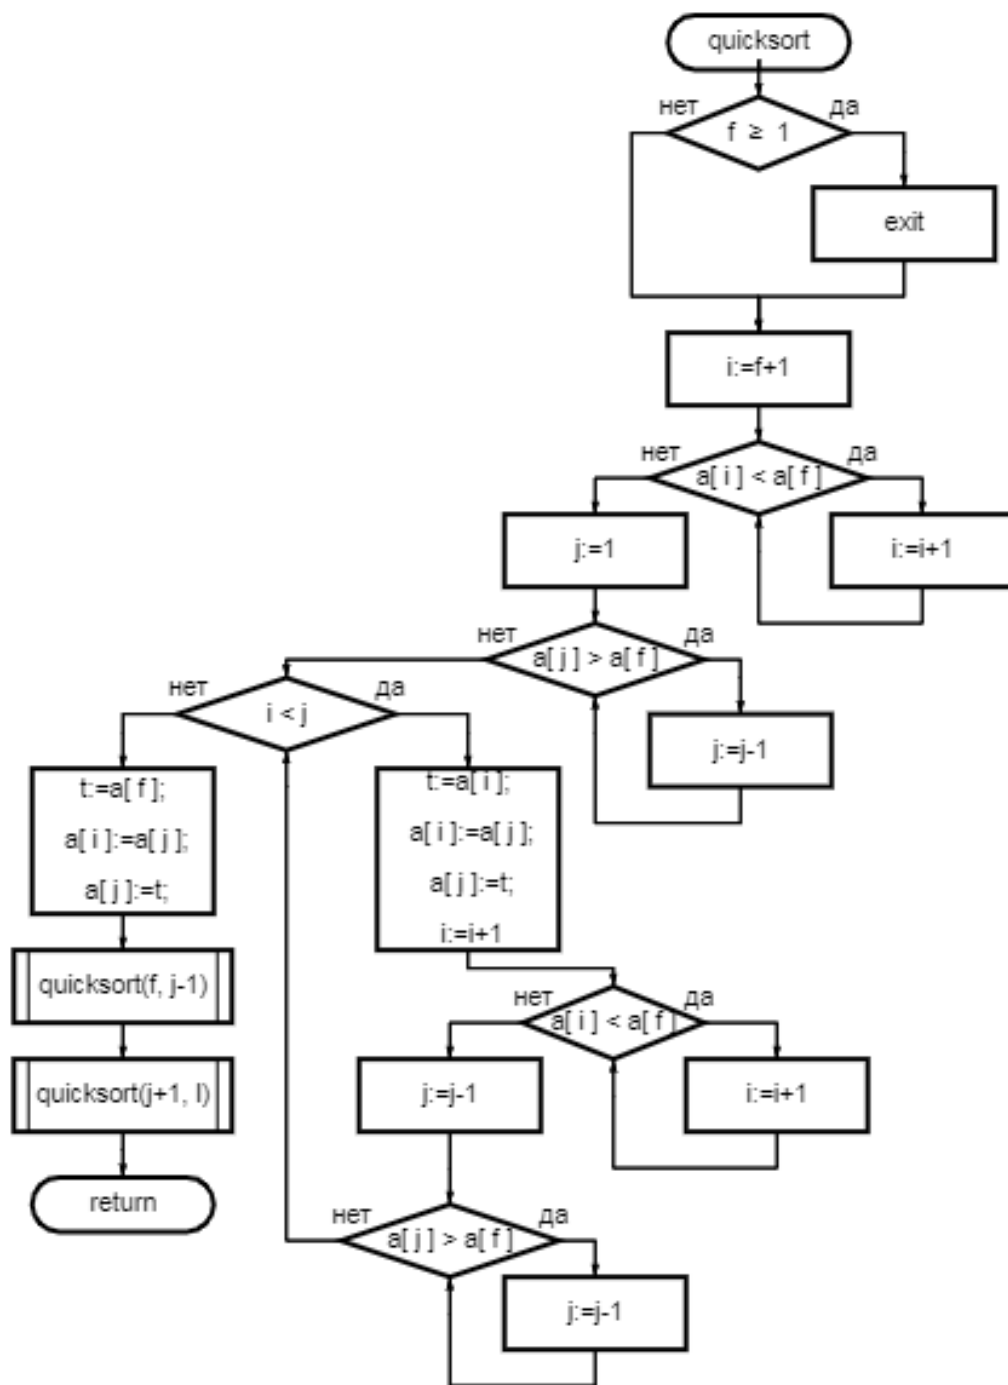 quicksort
нет
да
f ≥ 1
exit
i:=f+1
нет
да
a[ i ] < a[ f ]
j:=1
i:=i+1
нет
да
a[ j ] > a[ f ]
нет
да
i < j
j:=j-1
t:=a[ f ];
a[ i ]:=a[ j ];
a[ j ]:=t;
t:=a[ i ];
a[ i ]:=a[ j ];
a[ j ]:=t;
i:=i+1
quicksort(f, j-1)
нет
да
a[ i ] < a[ f ]
quicksort(j+1, l)
j:=j-1
i:=i+1
return
нет
да
a[ j ] > a[ f ]
j:=j-1